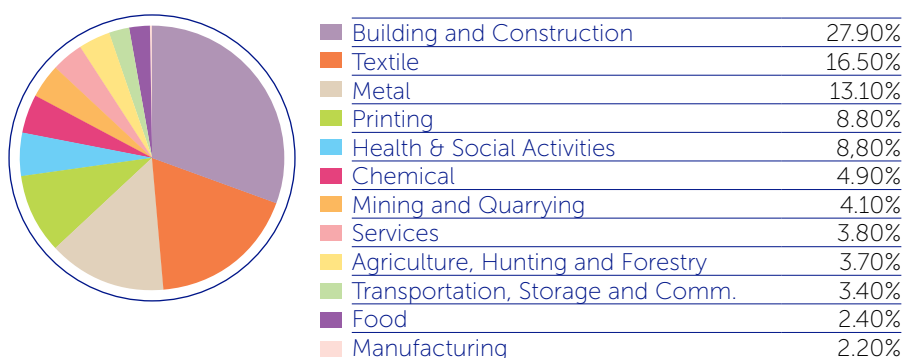 Building and Construction 27.90%
Textile 16.50%
Metal 13.10%
Printing 8.80%
Health & Social Activities 8,80%
Chemical 4.90%
Mining and Quarrying 4.10%
Services 3.80%
Agriculture, Hunting and Forestry 3.70%
Transportation, Storage and Comm. 3.40%
Food 2.40%
Manufacturing 2.20%